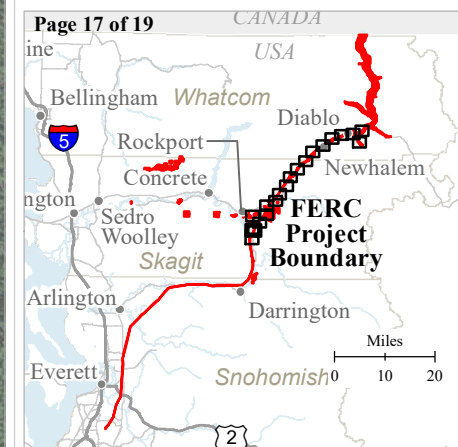 Page 17 of 19
CANADA
USA
ine
Bellingham
Whatcom
Diablo
5
Rockport
Newhalem
Concrete
ngton
Sedro
Woolley
FERC
Project
Boundary
Skagit
Arlington
Darrington
Miles
0 10 20
Everett
Snohomish
2